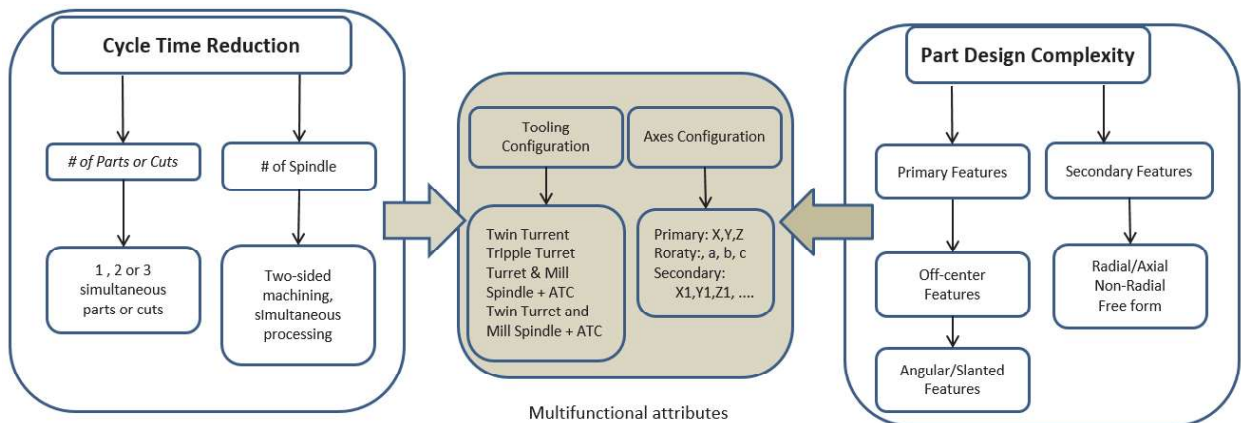 Cycle Time Reduction
# of Parts or Cuts
# of Spindle
1 , 2 or 3
simultaneous
parts or cuts
Two-sided
machining,
simultaneous
processing
Tooling
Configuration
Axes Configuration
Twin Turrent
Tripple Turret
Turret & Mill
Spindle + ATC
Twin Turret and
Mill Spindle + ATC
Primary: X,Y,Z
Roraty:, a, b, c
Secondary:
X1,Y1,Z1, ....
Multifunctional attributes
Part Design Complexity
Primary Features
Secondary Features
Off-center
Features
Angular/Slanted
Features
Radial/Axial
Non-Radial
Free form